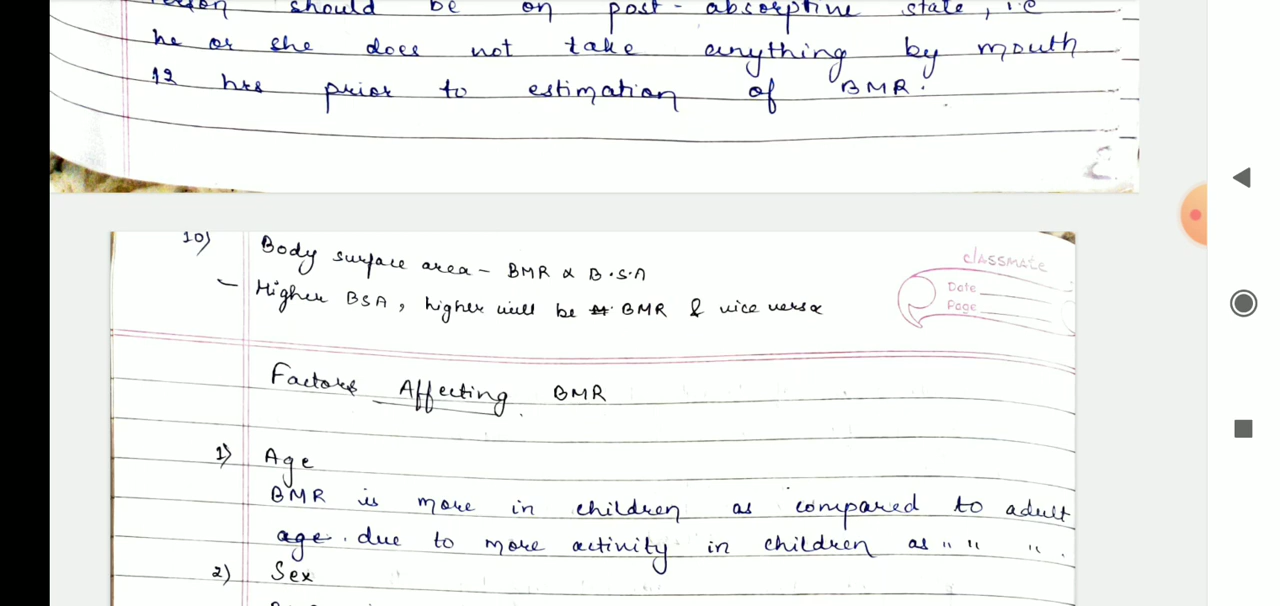 should be on post - absorptive state, i.e
he or she does not take anything by mouth
12 hrs prior to estimation of BMR.
10) Body surface area - BMR α B.S.A
- Higher BSA, higher will be BMR & vice versa
classmate
Date
Page
Factors Affecting BMR
1) Age
BMR is more in children as compared to adult
age. due to more activity in children as " " ".
2) Sex